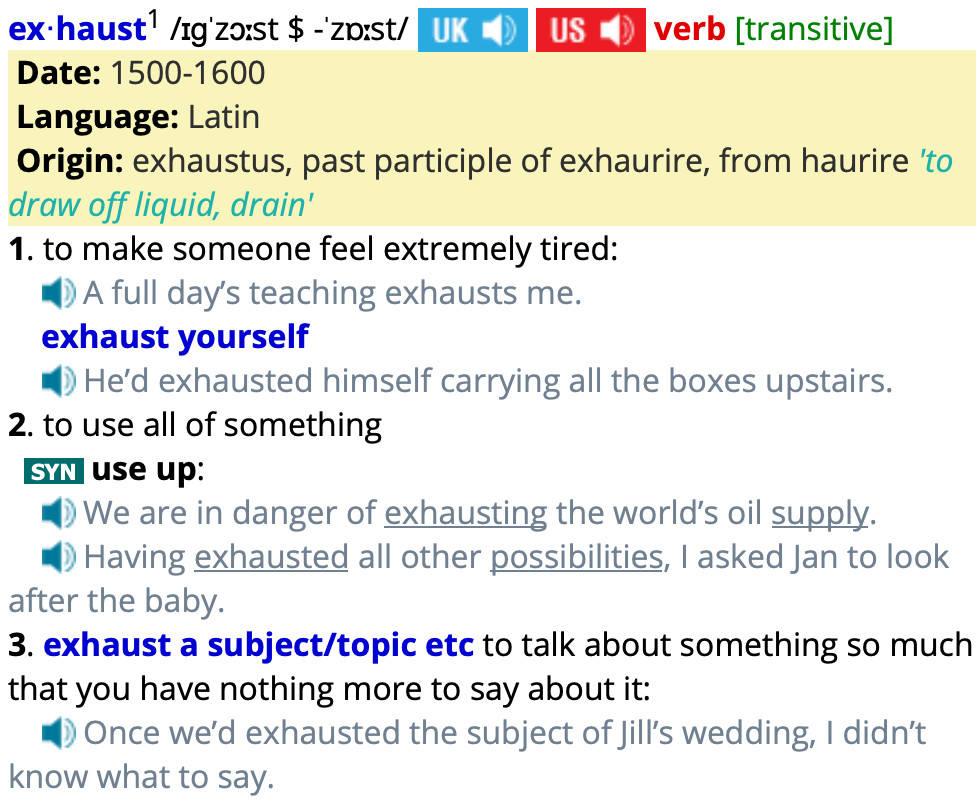 ex·haust1 /ɪɡˈzɔːst $ -ˈzɒːst/ UK US verb [transitive]
Date: 1500-1600
Language: Latin
Origin: exhaustus, past participle of exhaurire, from haurire 'to
draw off liquid, drain'
1. to make someone feel extremely tired:
A full day’s teaching exhausts me.
exhaust yourself
He’d exhausted himself carrying all the boxes upstairs.
2. to use all of something
SYN use up:
We are in danger of exhausting the world’s oil supply.
Having exhausted all other possibilities, I asked Jan to look
after the baby.
3. exhaust a subject/topic etc to talk about something so much
that you have nothing more to say about it:
Once we’d exhausted the subject of Jill’s wedding, I didn’t
know what to say.